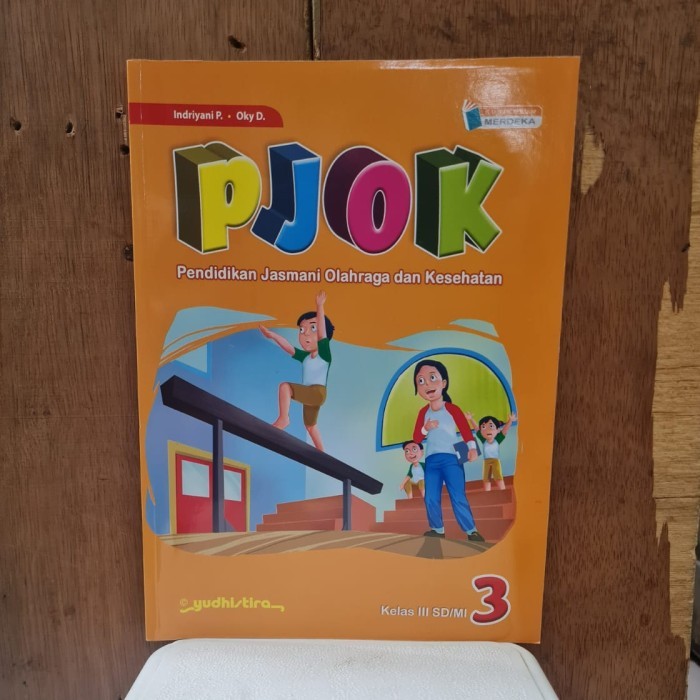 Indriyani P. • Oky D.
MERDEKA
PJOK
Pendidikan Jasmani Olahraga dan Kesehatan
© yudhistira
Kelas III SD/MI 3